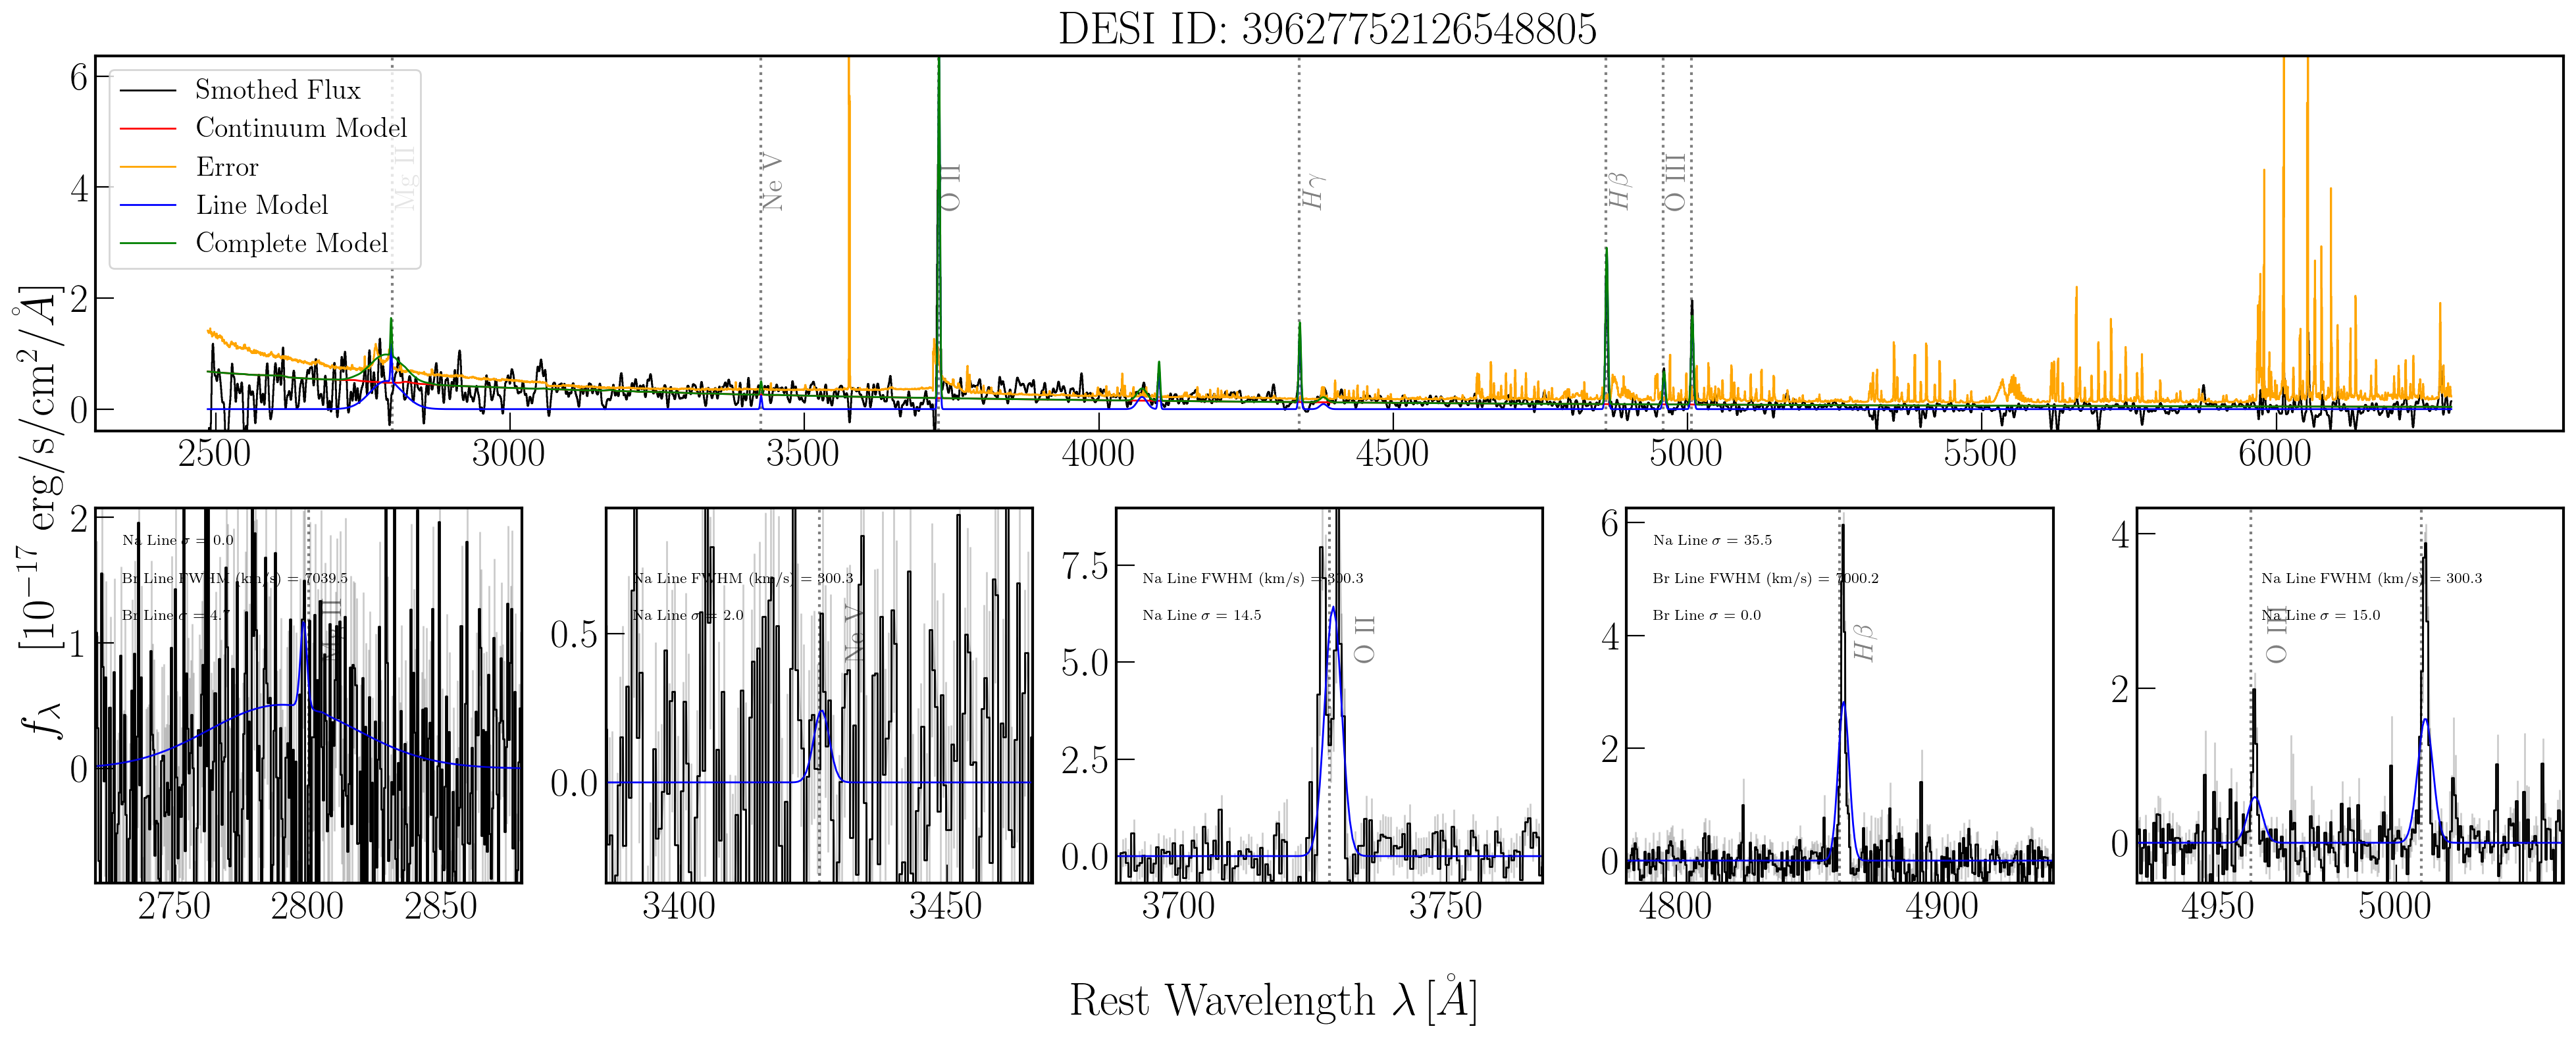 DESI ID: 39627752126548805
Smothed Flux
Continuum Model
Error
Line Model
Complete Model
Mg II
Ne V
O II
Hγ
Hβ
O III
6
4
2
0
2500 3000 3500 4000 4500 5000 5500 6000
f_λ [10^{-17} erg/s/cm^2/Å]
Na Line σ = 0.0
Br Line FWHM (km/s) = 7039.5
Br Line σ = 4.7
Mg II
2
1
0
2750 2800 2850
Na Line FWHM (km/s) = 300.3
Na Line σ = 2.0
Ne V
0.5
0.0
3400 3450
Na Line FWHM (km/s) = 300.3
Na Line σ = 14.5
O II
7.5
5.0
2.5
0.0
3700 3750
Na Line σ = 35.5
Br Line FWHM (km/s) = 7000.2
Br Line σ = 0.0
Hβ
6
4
2
0
4800 4900
Na Line FWHM (km/s) = 300.3
Na Line σ = 15.0
O III
4
2
0
4950 5000
Rest Wavelength λ [Å]